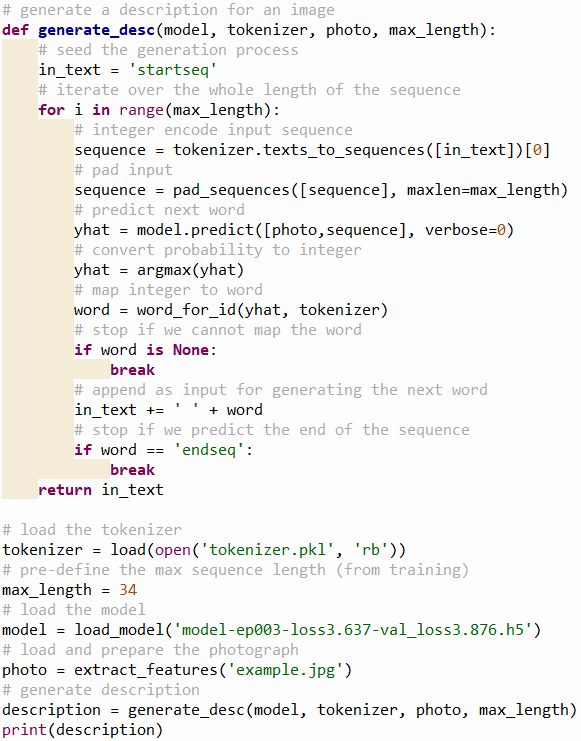 # generate a description for an image
def generate_desc(model, tokenizer, photo, max_length):
    # seed the generation process
    in_text = 'startseq'
    # iterate over the whole length of the sequence
    for i in range(max_length):
        # integer encode input sequence
        sequence = tokenizer.texts_to_sequences([in_text])[0]
        # pad input
        sequence = pad_sequences([sequence], maxlen=max_length)
        # predict next word
        yhat = model.predict([photo,sequence], verbose=0)
        # convert probability to integer
        yhat = argmax(yhat)
        # map integer to word
        word = word_for_id(yhat, tokenizer)
        # stop if we cannot map the word
        if word is None:
            break
        # append as input for generating the next word
        in_text += ' ' + word
        # stop if we predict the end of the sequence
        if word == 'endseq':
            break
    return in_text

# load the tokenizer
tokenizer = load(open('tokenizer.pkl', 'rb'))
# pre-define the max sequence length (from training)
max_length = 34
# load the model
model = load_model('model-ep003-loss3.637-val_loss3.876.h5')
# load and prepare the photograph
photo = extract_features('example.jpg')
# generate description
description = generate_desc(model, tokenizer, photo, max_length)
print(description)